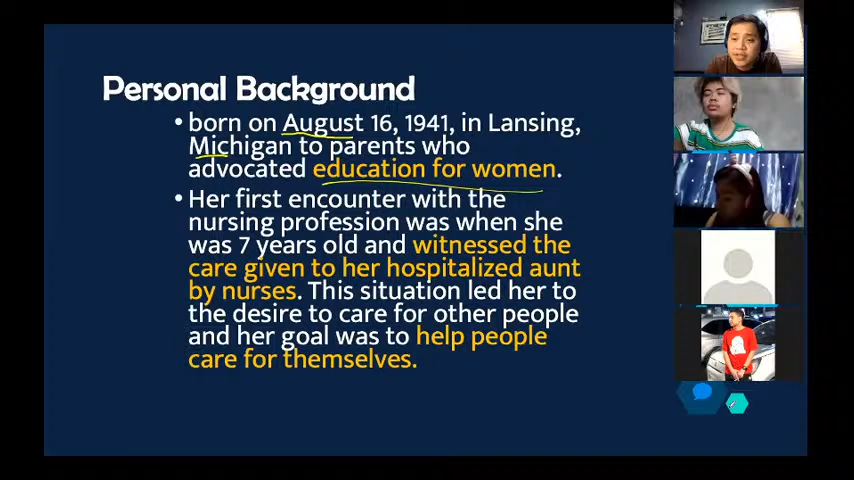 Personal Background
• born on August 16, 1941, in Lansing,
Michigan to parents who
advocated education for women.
• Her first encounter with the
nursing profession was when she
was 7 years old and witnessed the
care given to her hospitalized aunt
by nurses. This situation led her to
the desire to care for other people
and her goal was to help people
care for themselves.